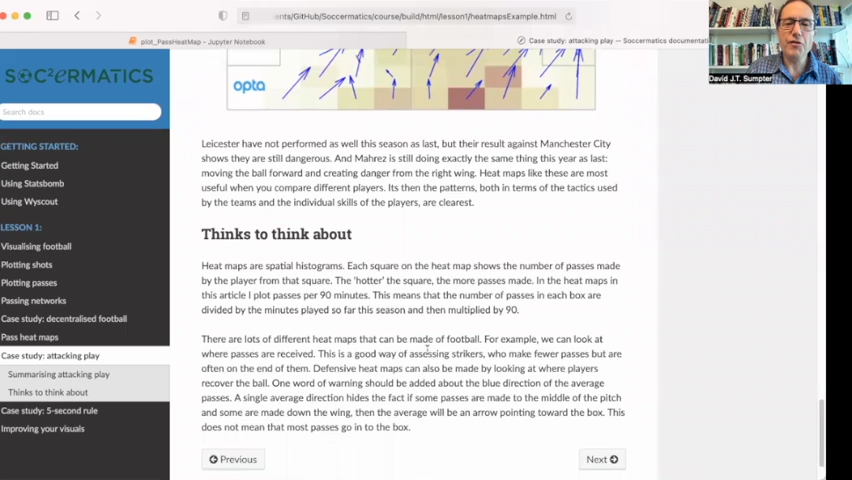 ents/GitHub/Soccermatics/course/build/html/lesson1/heatmapsExample.html
plot_PassHeatMap - Jupyter Notebook
Case study: attacking play — Soccermatics documentati
David J.T. Sumpter
SOC²ERMATICS
Search docs
GETTING STARTED:
Getting Started
Using Statsbomb
Using Wyscout
LESSON 1:
Visualising football
Plotting shots
Plotting passes
Passing networks
Case study: decentralised football
Pass heat maps
Case study: attacking play
Summarising attacking play
Thinks to think about
Case study: 5-second rule
Improving your visuals
opta
Leicester have not performed as well this season as last, but their result against Manchester City
shows they are still dangerous. And Mahrez is still doing exactly the same thing this year as last:
moving the ball forward and creating danger from the right wing. Heat maps like these are most
useful when you compare different players. Its then the patterns, both in terms of the tactics used
by the teams and the individual skills of the players, are clearest.
Thinks to think about
Heat maps are spatial histograms. Each square on the heat map shows the number of passes made
by the player from that square. The 'hotter' the square, the more passes made. In the heat maps in
this article I plot passes per 90 minutes. This means that the number of passes in each box are
divided by the minutes played so far this season and then multiplied by 90.
There are lots of different heat maps that can be made of football. For example, we can look at
where passes are received. This is a good way of assessing strikers, who make fewer passes but are
often on the end of them. Defensive heat maps can also be made by looking at where players
recover the ball. One word of warning should be added about the blue direction of the average
passes. A single average direction hides the fact if some passes are made to the middle of the pitch
and some are made down the wing, then the average will be an arrow pointing toward the box. This
does not mean that most passes go in to the box.
Previous
Next